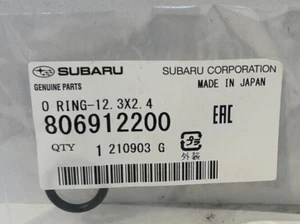 SUBARU
SUBARU CORPORATION
GENUINE PARTS
MADE IN JAPAN
O RING-12.3X2.4
806912200
EAC
QTY 1 210903 G
外装